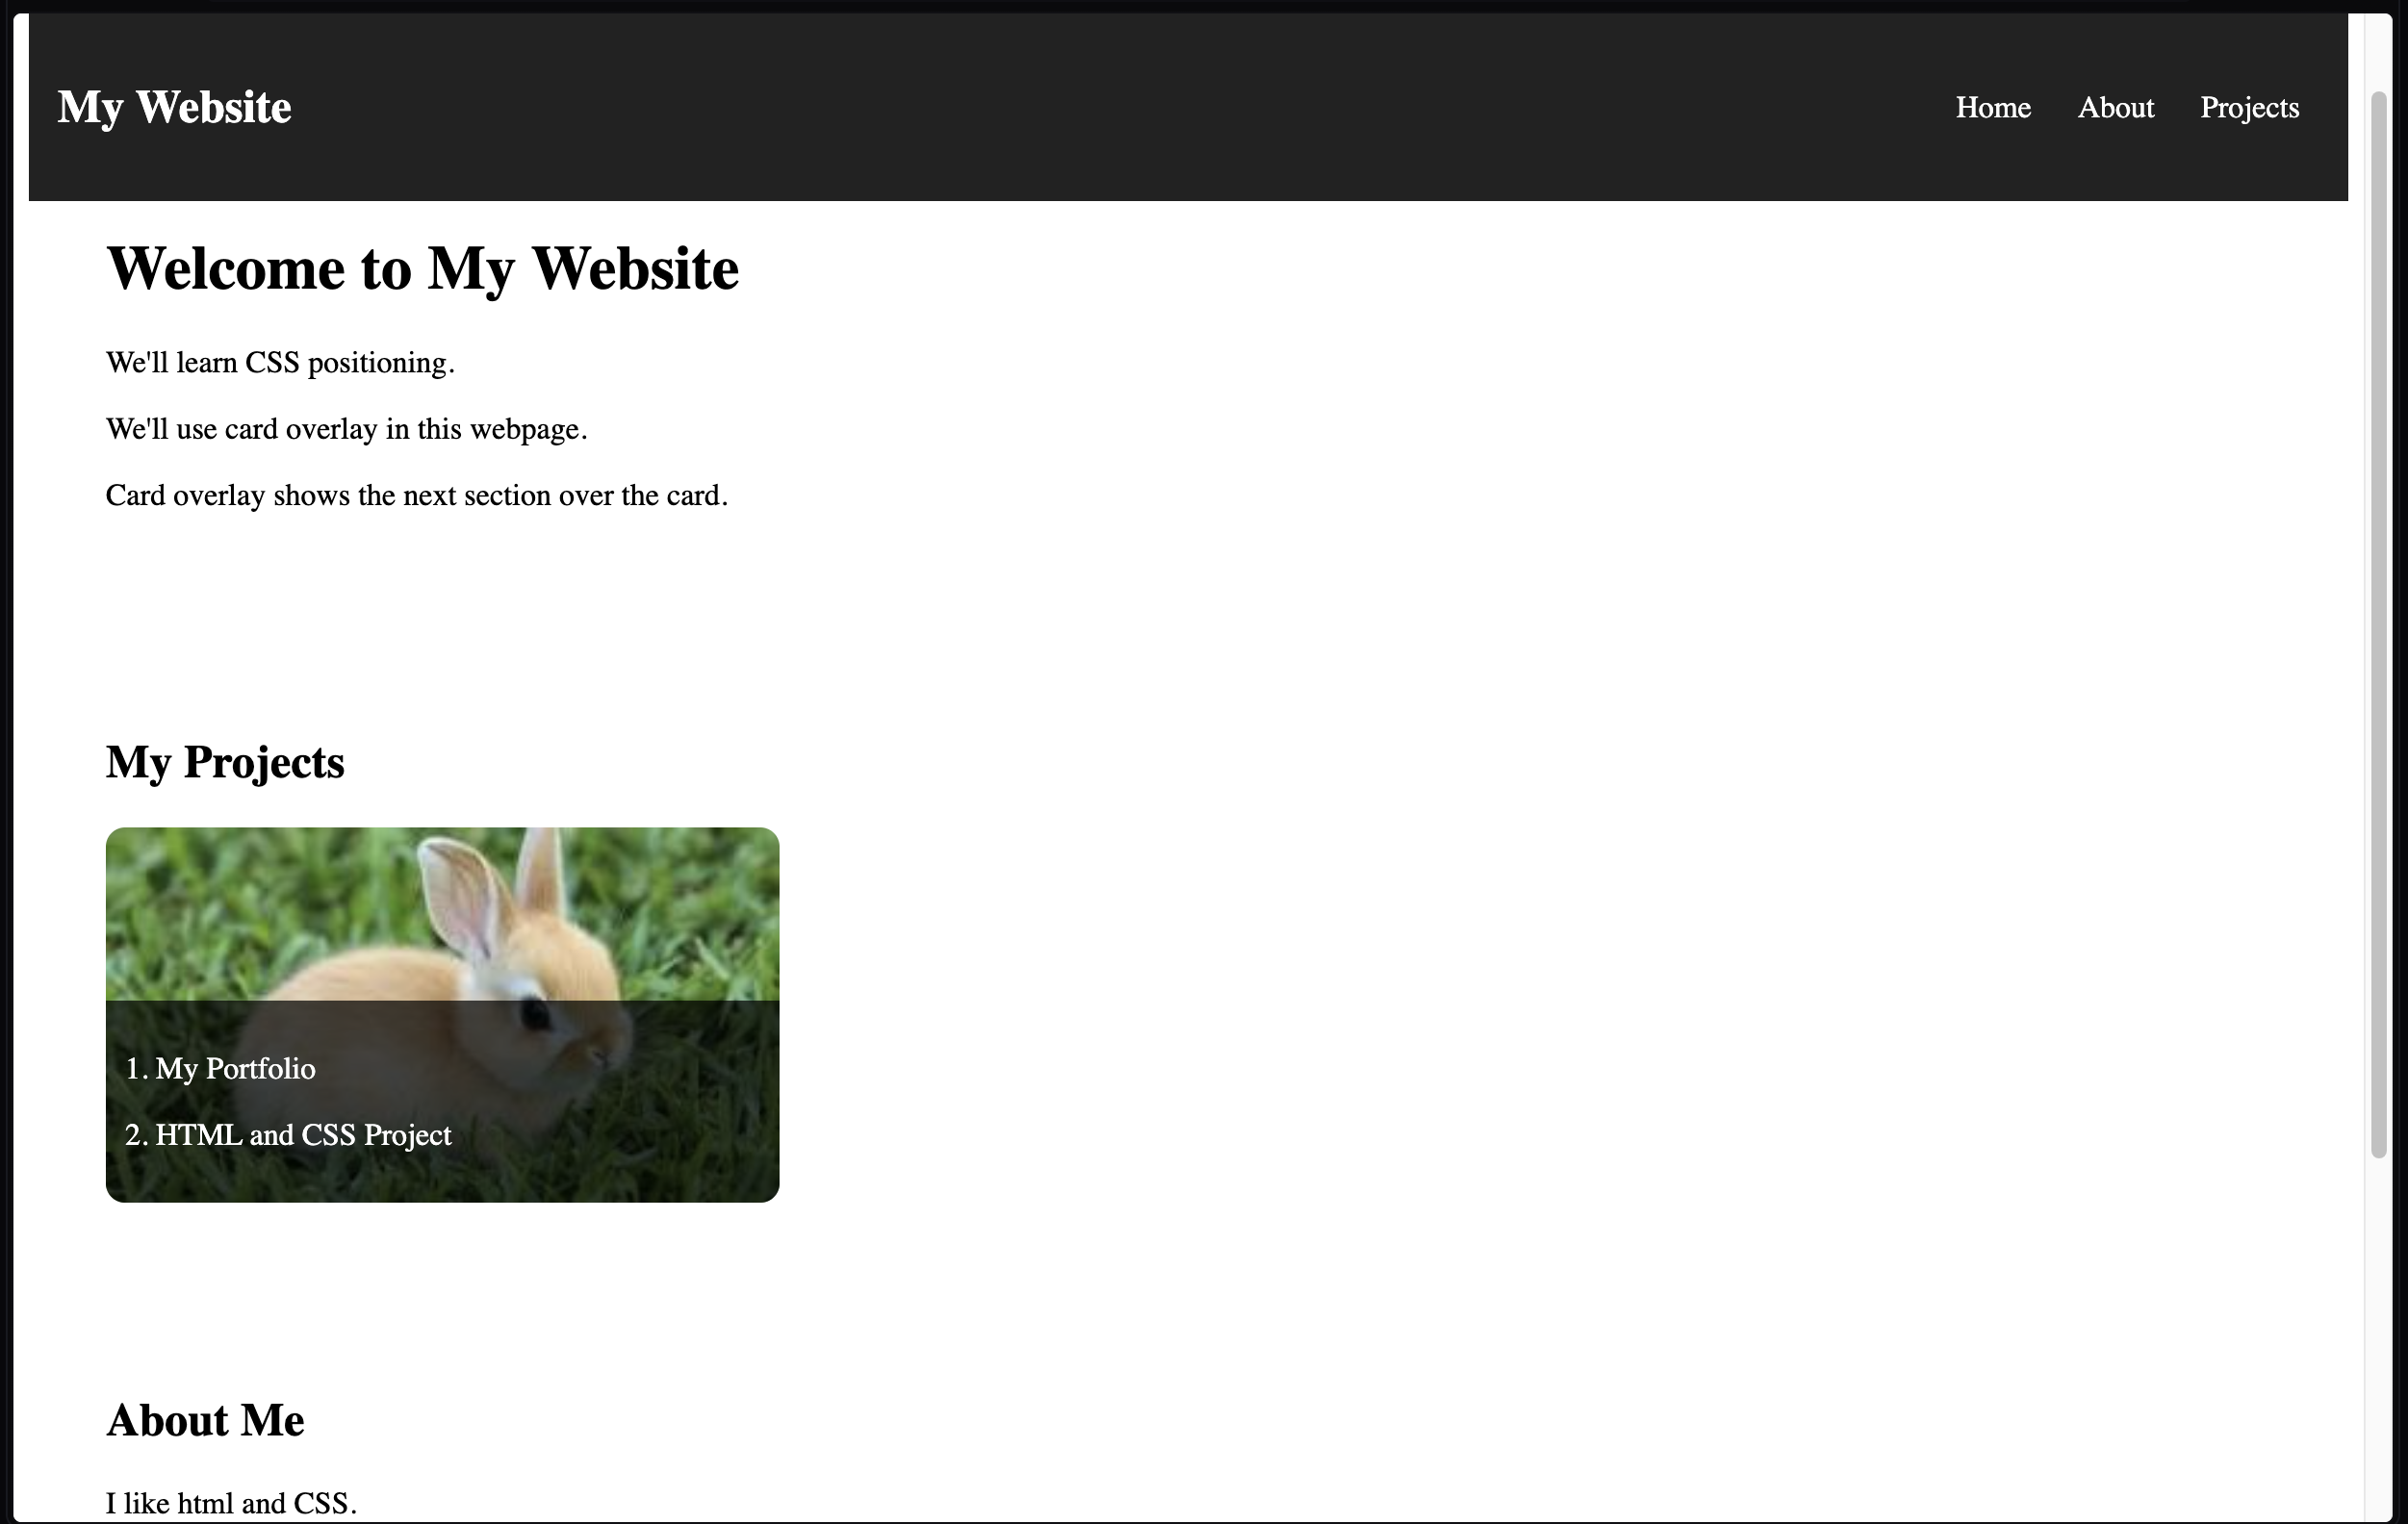 My Website
Home About Projects
Welcome to My Website
We'll learn CSS positioning.
We'll use card overlay in this webpage.
Card overlay shows the next section over the card.
My Projects
1. My Portfolio
2. HTML and CSS Project
About Me
I like html and CSS.